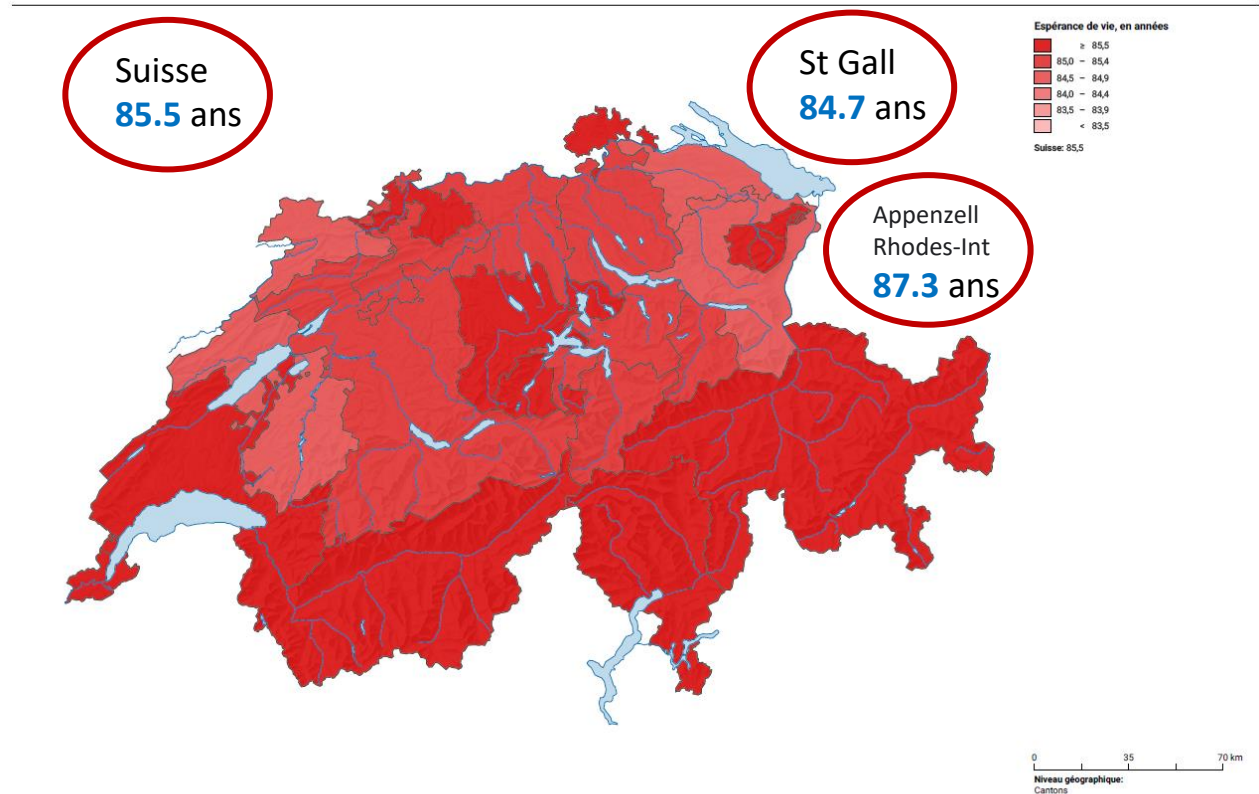 Suisse
85.5 ans
St Gall
84.7 ans
Appenzell
Rhodes-Int
87.3 ans
Espérance de vie, en années
≥ 85,5
85,0 – 85,4
84,5 – 84,9
84,0 – 84,4
83,5 – 83,9
< 83,5
Suisse: 85,5
0 35 70 km
Niveau géographique:
Cantons